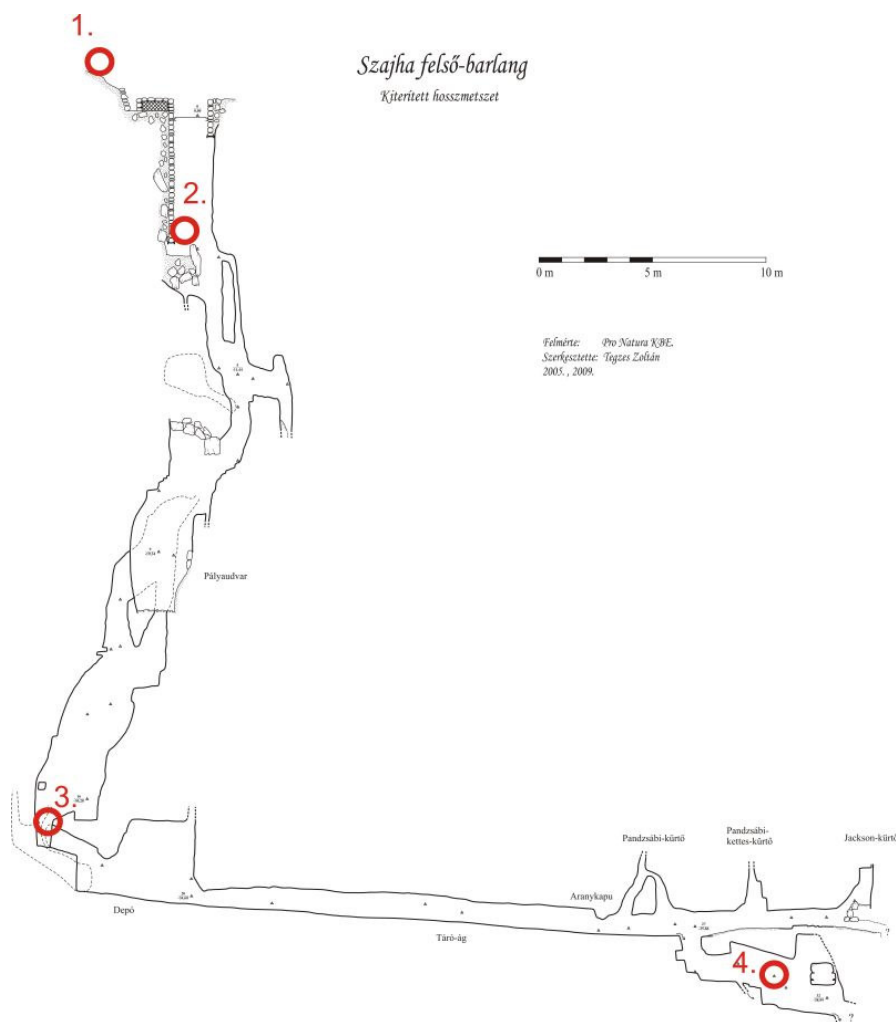 1.
Szajha felső-barlang
Kiterített hosszmetszet
2.
0 m
5 m
10 m
Felmérte: Pro Natura KBE.
Szerkesztette: Tegzes Zoltán
2005. , 2009.
Pályaudvar
3.
Pandzsábi-kürtő
Pandzsábi-
kettes-kürtő
Jackson-kürtő
Aranykapu
Depó
Táró-ág
?
4.
?